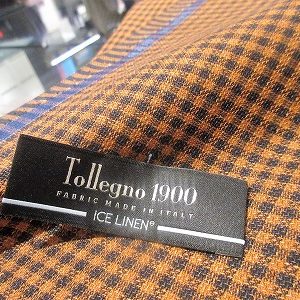 Tollegno 1900
FABRIC MADE IN ITALY
ICE LINEN®